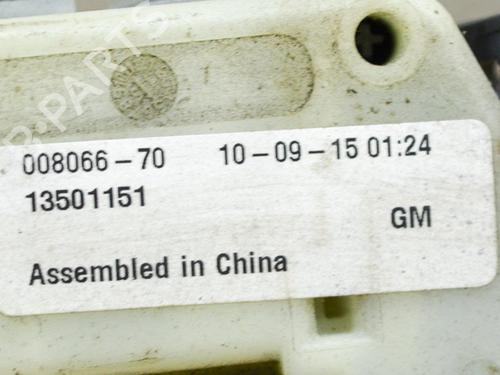 008066-70 10-09-15 01:24
13501151
GM
Assembled in China